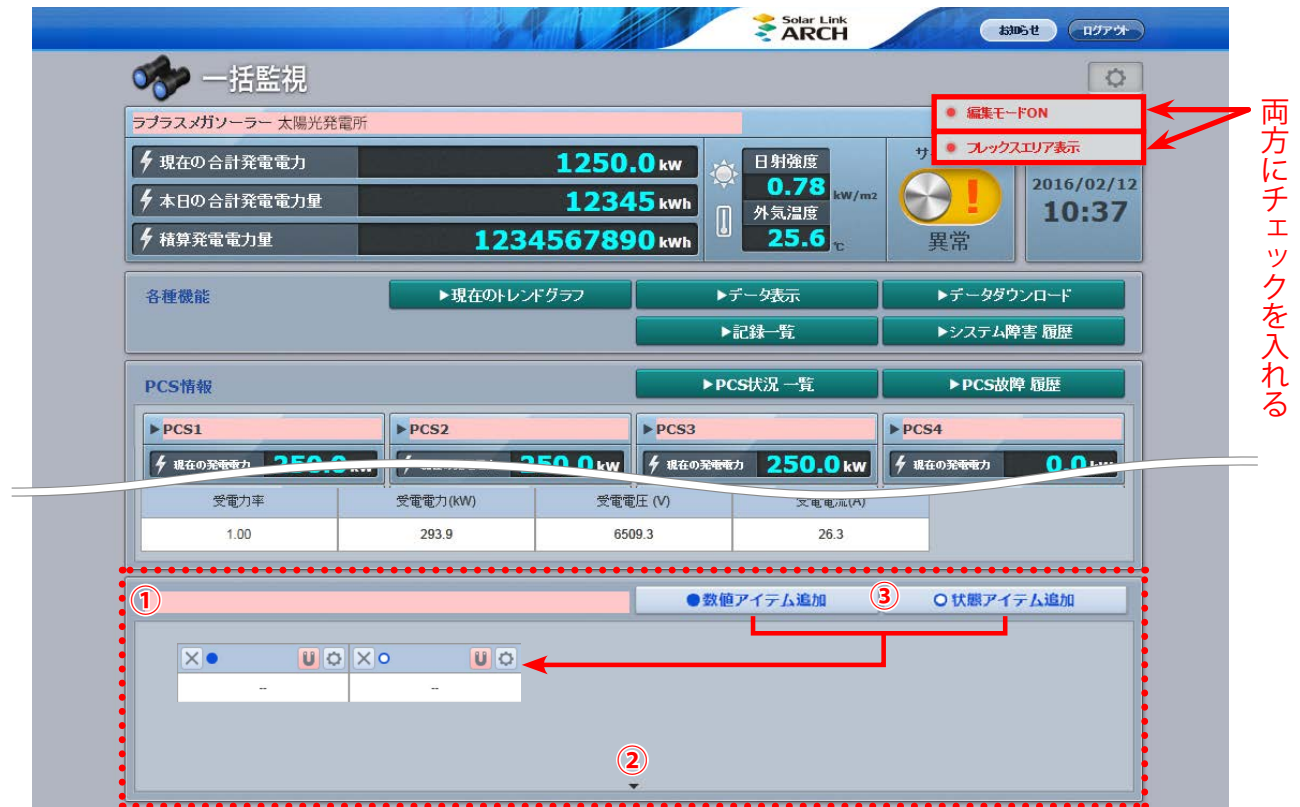 Solar Link
ARCH
お知らせ
ログアウト
一括監視
編集モードON
フレックスエリア表示
両方にチェックを入れる
ラプラスメガソーラー 太陽光発電所
現在の合計発電電力
1250.0 kW
本日の合計発電電力量
12345 kWh
積算発電電力量
1234567890 kWh
日射強度
0.78 kW/m2
外気温度
25.6 ℃
サ
異常
2016/02/12
10:37
各種機能
▶現在のトレンドグラフ
▶データ表示
▶データダウンロード
▶記録一覧
▶システム障害 履歴
PCS情報
▶PCS状況 一覧
▶PCS故障 履歴
▶PCS1
▶PCS2
▶PCS3
▶PCS4
現在の発電電力 250.0 kW
250.0 kW
現在の発電電力 250.0 kW
現在の発電電力 0.0 kW
受電力率
受電電力(kW)
受電電圧 (V)
受電電流(A)
1.00
293.9
6509.3
26.3
①
●数値アイテム追加
③
○状態アイテム追加
--
--
②